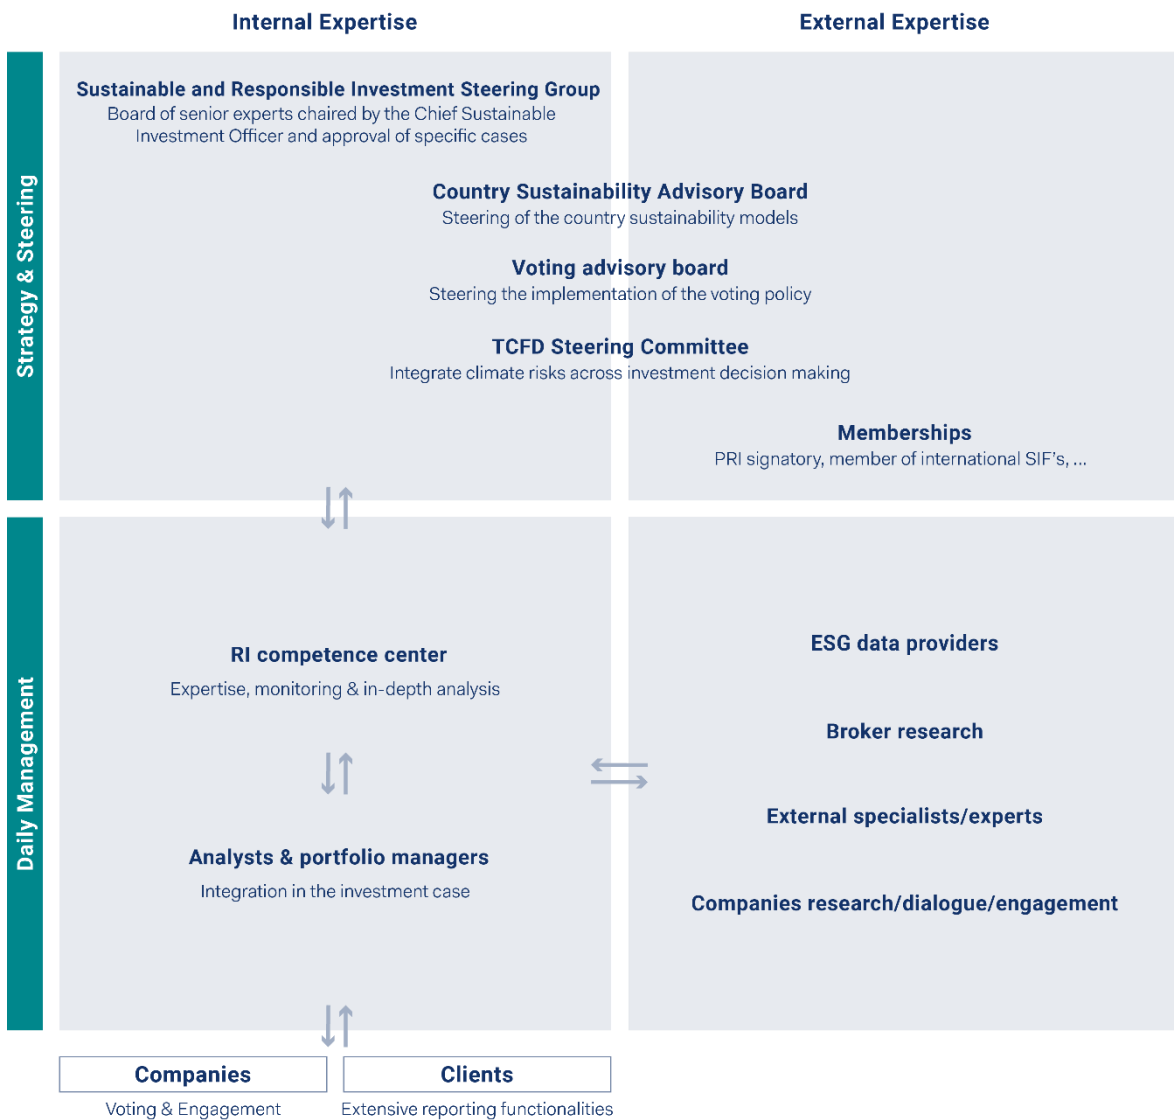 Internal Expertise
External Expertise
Strategy & Steering
Sustainable and Responsible Investment Steering Group
Board of senior experts chaired by the Chief Sustainable
Investment Officer and approval of specific cases
Country Sustainability Advisory Board
Steering of the country sustainability models
Voting advisory board
Steering the implementation of the voting policy
TCFD Steering Committee
Integrate climate risks across investment decision making
Memberships
PRI signatory, member of international SIF's, ...
Daily Management
RI competence center
Expertise, monitoring & in-depth analysis
Analysts & portfolio managers
Integration in the investment case
ESG data providers
Broker research
External specialists/experts
Companies research/dialogue/engagement
Companies
Voting & Engagement
Clients
Extensive reporting functionalities